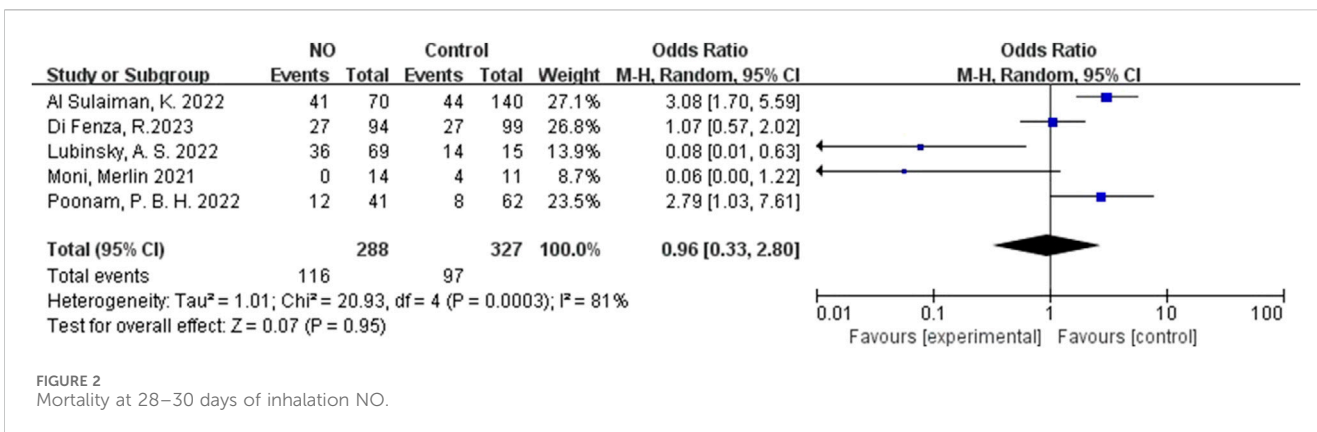 NO Control Odds Ratio Odds Ratio
Study or Subgroup Events Total Events Total Weight M-H, Random, 95% CI M-H, Random, 95% CI
Al Sulaiman, K. 2022 41 70 44 140 27.1% 3.08 [1.70, 5.59]
Di Fenza, R.2023 27 94 27 99 26.8% 1.07 [0.57, 2.02]
Lubinsky, A. S. 2022 36 69 14 15 13.9% 0.08 [0.01, 0.63]
Moni, Merlin 2021 0 14 4 11 8.7% 0.06 [0.00, 1.22]
Poonam, P. B. H. 2022 12 41 8 62 23.5% 2.79 [1.03, 7.61]
Total (95% CI) 288 327 100.0% 0.96 [0.33, 2.80]
Total events 116 97
Heterogeneity: Tau² = 1.01; Chi² = 20.93, df = 4 (P = 0.0003); I² = 81%
Test for overall effect: Z = 0.07 (P = 0.95)
0.01 0.1 1 10 100
Favours [experimental] Favours [control]
FIGURE 2
Mortality at 28–30 days of inhalation NO.